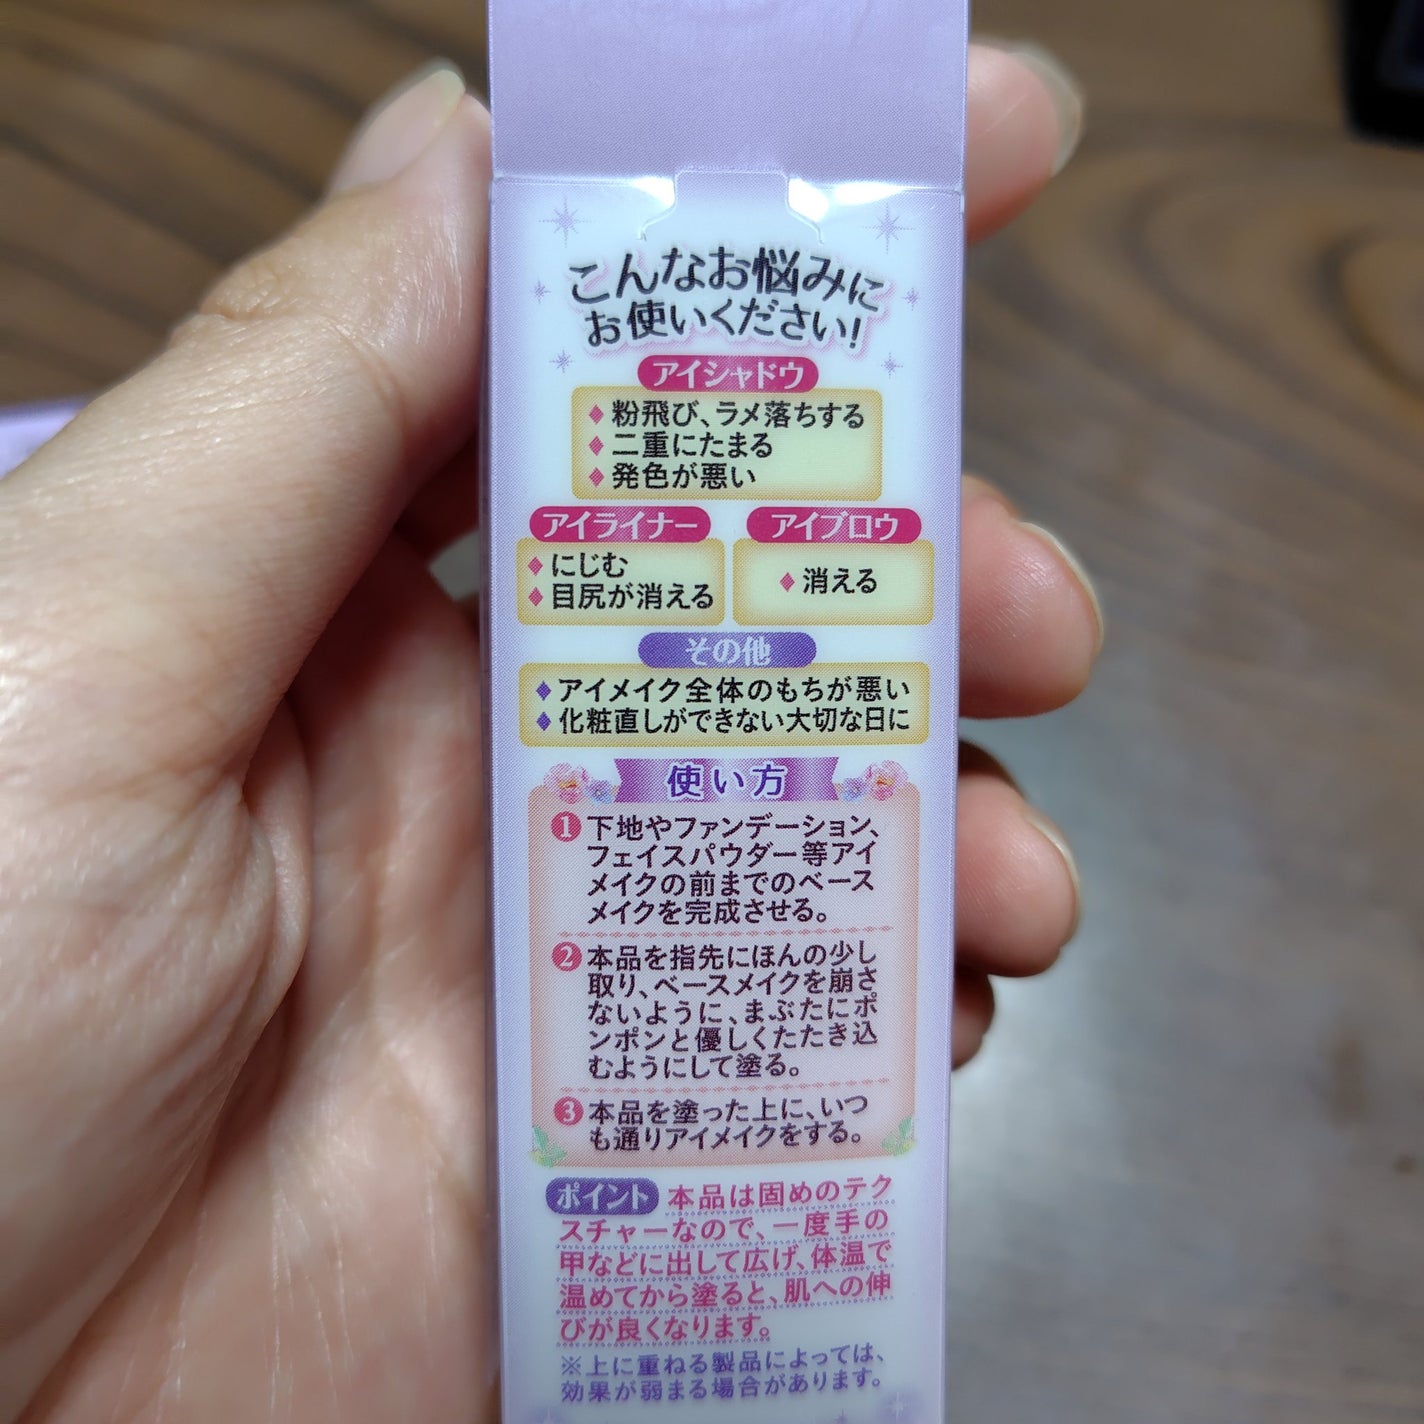 こんなお悩みに
お使いください!
アイシャドウ
粉飛び、ラメ落ちする
二重にたまる
発色が悪い
アイライナー
にじむ
目尻が消える
アイブロウ
消える
その他
アイメイク全体のもちが悪い
化粧直しができない大切な日に
使い方
1 下地やファンデーション、
フェイスパウダー等アイ
メイクの前までのベース
メイクを完成させる。
2 本品を指先にほんの少し
取り、ベースメイクを崩さ
ないように、まぶたにポ
ンポンと優しくたたき込
むようにして塗る。
3 本品を塗った上に、いつ
も通りアイメイクをする。
ポイント 本品は固めのテク
スチャーなので、一度手の
甲などに出して広げ、体温で
温めてから塗ると、肌への伸
びが良くなります。
※上に重ねる製品によっては、
効果が弱まる場合があります。